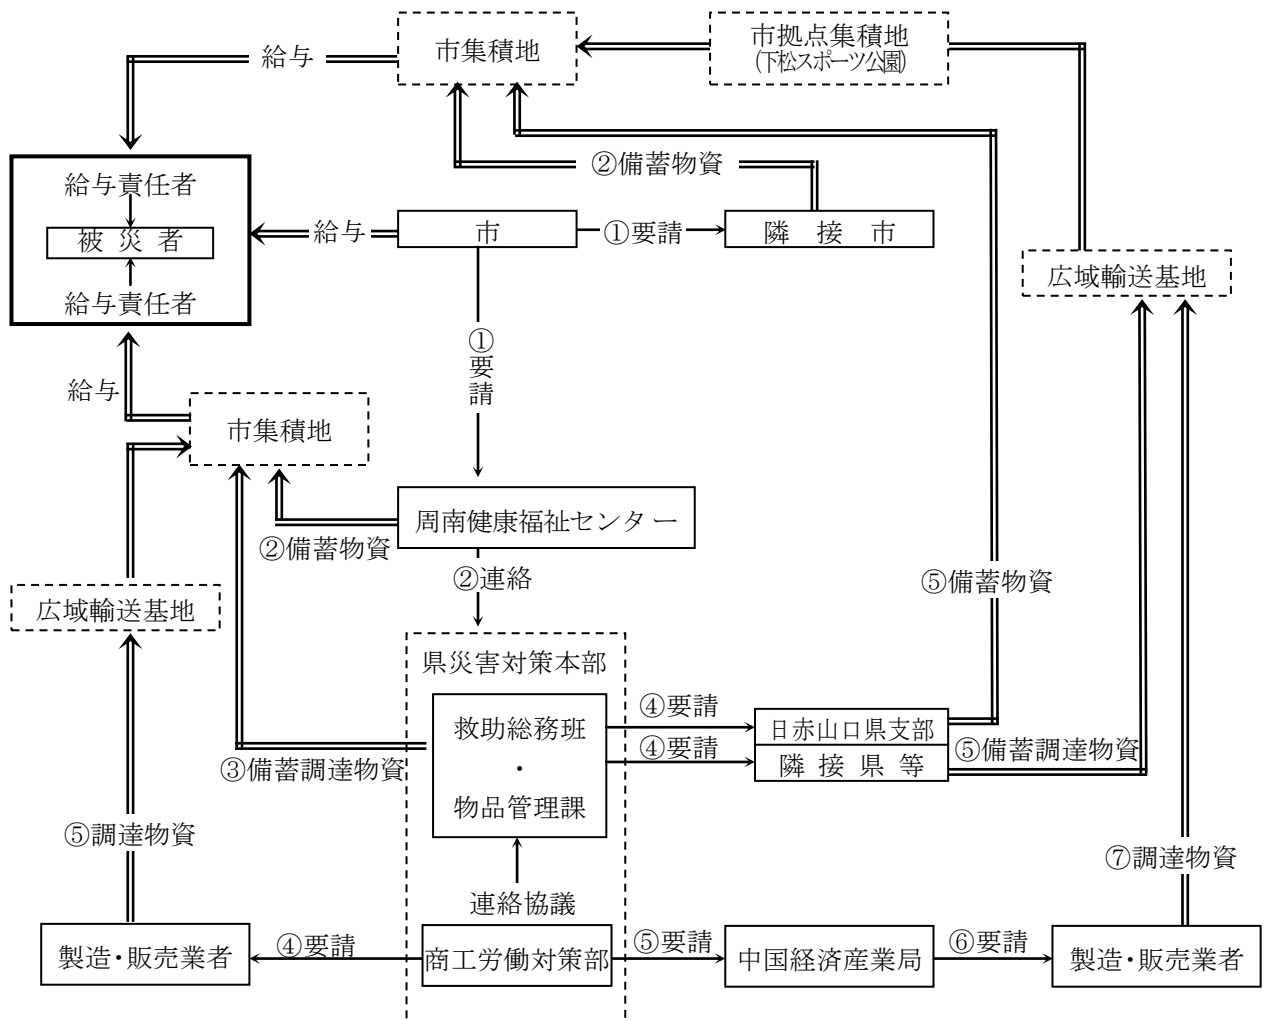 給与
市集積地
市拠点集積地
(下松スポーツ公園)
②備蓄物資
給与責任者
被災者
給与責任者
給与
市
①要請
隣接市
広域輸送基地
①要請
給与
市集積地
周南健康福祉センター
②備蓄物資
②連絡
⑤備蓄物資
広域輸送基地
県災害対策本部
救助総務班
・
物品管理課
④要請
④要請
日赤山口県支部
隣接県等
⑤備蓄調達物資
③備蓄調達物資
⑤調達物資
⑦調達物資
連絡協議
製造・販売業者
④要請
商工労働対策部
⑤要請
中国経済産業局
⑥要請
製造・販売業者